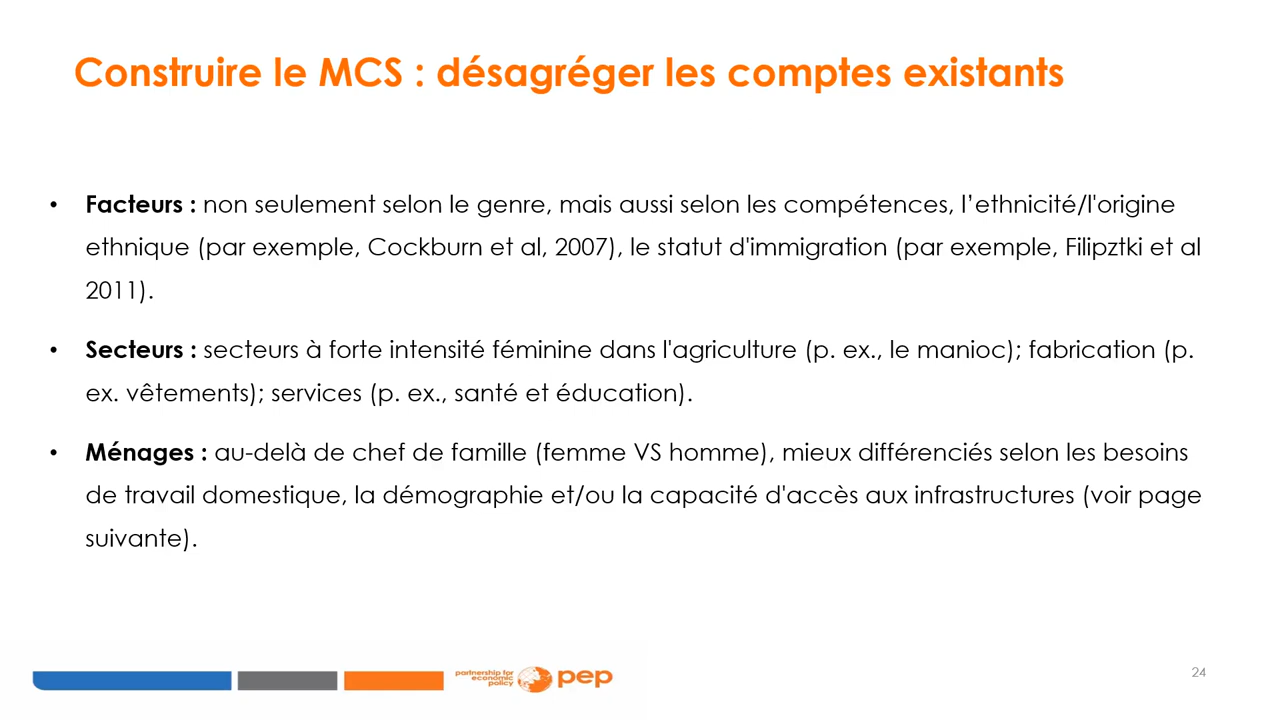 Construire le MCS : désagréger les comptes existants
• Facteurs : non seulement selon le genre, mais aussi selon les compétences, l’ethnicité/l'origine
ethnique (par exemple, Cockburn et al, 2007), le statut d'immigration (par exemple, Filipztki et al
2011).
• Secteurs : secteurs à forte intensité féminine dans l'agriculture (p. ex., le manioc); fabrication (p.
ex. vêtements); services (p. ex., santé et éducation).
• Ménages : au-delà de chef de famille (femme VS homme), mieux différenciés selon les besoins
de travail domestique, la démographie et/ou la capacité d'accès aux infrastructures (voir page
suivante).
partnership for
economic
policy
pep
24